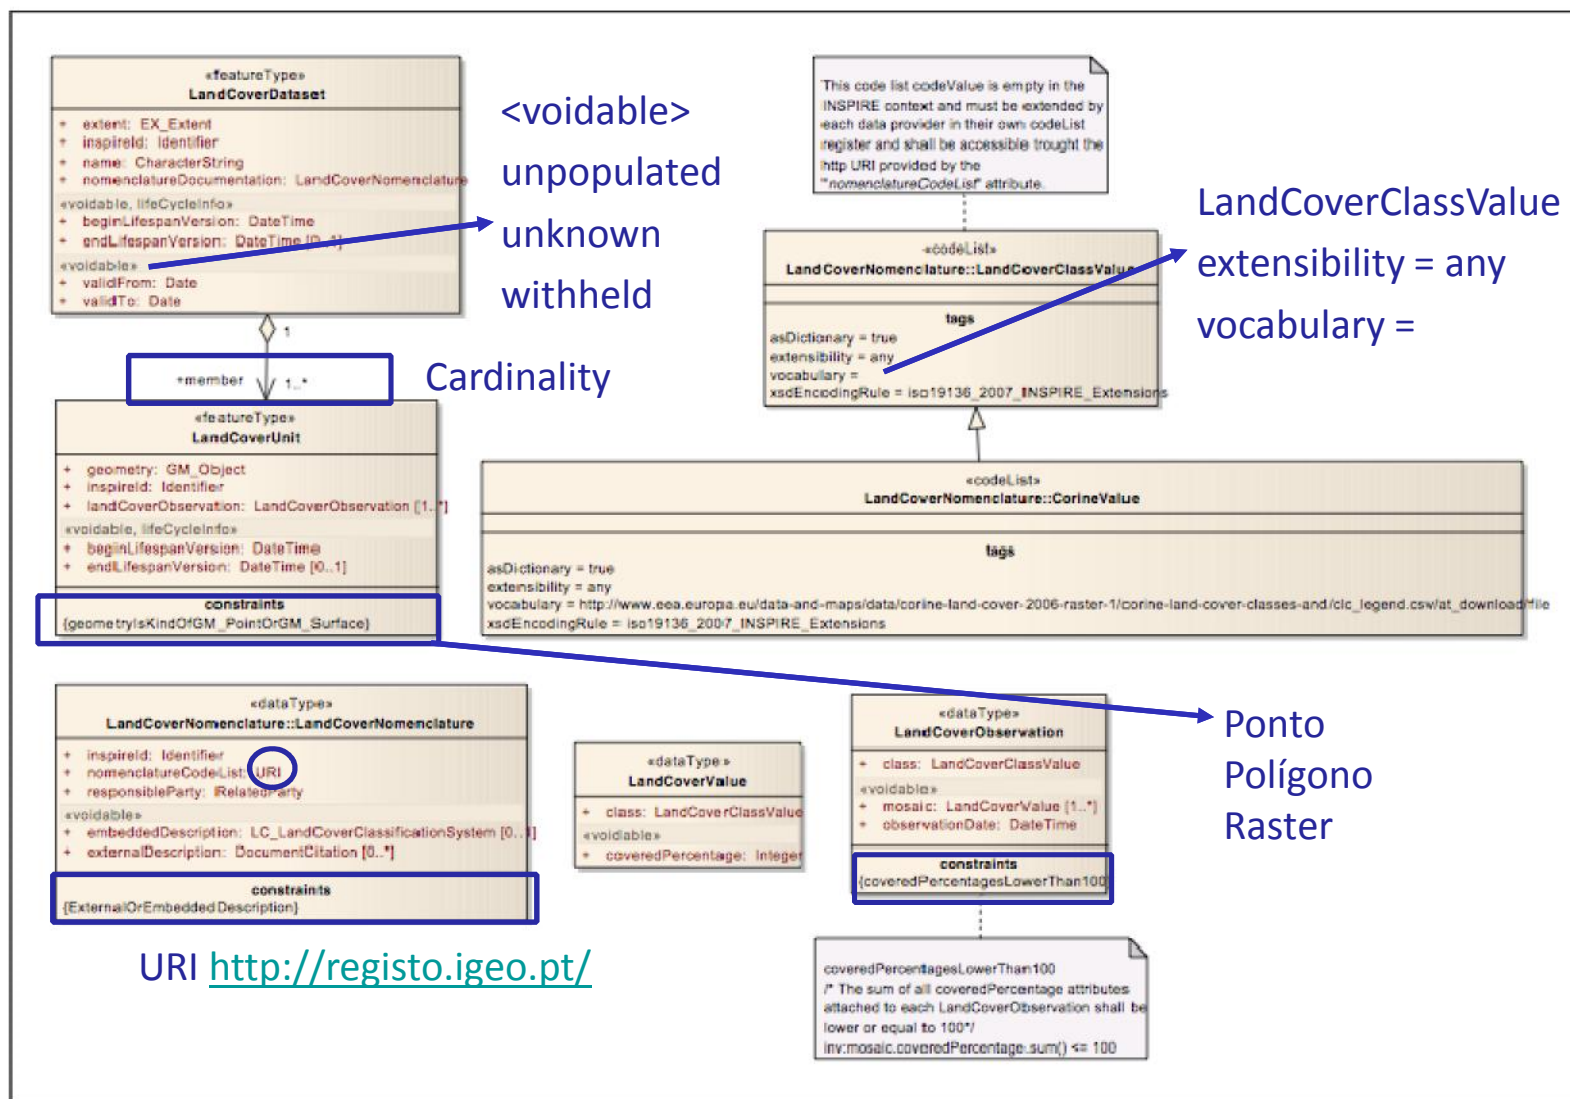 «featureType»
LandCoverDataset
+ extent: EX_Extent
+ inspireId: Identifier
+ name: CharacterString
+ nomenclatureDocumentation: LandCoverNomenclature
«voidable, lifeCycleInfo»
+ beginLifespanVersion: DateTime
+ endLifespanVersion: DateTime [0..1]
«voidable»
+ validFrom: Date
+ validTo: Date
<voidable>
unpopulated
unknown
withheld
1
+member
1..*
Cardinality
«featureType»
LandCoverUnit
+ geometry: GM_Object
+ inspireId: Identifier
+ landCoverObservation: LandCoverObservation [1..*]
«voidable, lifeCycleInfo»
+ beginLifespanVersion: DateTime
+ endLifespanVersion: DateTime [0..1]
constraints
{geometryIsKindOfGM_PointOrGM_Surface}
This code list codeValue is empty in the
INSPIRE context and must be extended by
each data provider in their own codeList
register and shall be accessible trought the
http URI provided by the
"nomenclatureCodeList" attribute.
«codeList»
LandCoverNomenclature::LandCoverClassValue
tags
asDictionary = true
extensibility = any
vocabulary =
xsdEncodingRule = iso19136_2007_INSPIRE_Extensions
LandCoverClassValue
extensibility = any
vocabulary =
«codeList»
LandCoverNomenclature::CorineValue
tags
asDictionary = true
extensibility = any
vocabulary = http://www.eea.europa.eu/data-and-maps/data/corine-land-cover-2006-raster-1/corine-land-cover-classes-and/clc_legend.csv/at_download/file
xsdEncodingRule = iso19136_2007_INSPIRE_Extensions
«dataType»
LandCoverNomenclature::LandCoverNomenclature
+ inspireId: Identifier
+ nomenclatureCodeList: URI
+ responsibleParty: RelatedParty
«voidable»
+ embeddedDescription: LC_LandCoverClassificationSystem [0..1]
+ externalDescription: DocumentCitation [0..*]
constraints
{ExternalOrEmbeddedDescription}
URI http://registo.igeo.pt/
«dataType»
LandCoverValue
+ class: LandCoverClassValue
«voidable»
+ coveredPercentage: Integer
«dataType»
LandCoverObservation
+ class: LandCoverClassValue
«voidable»
+ mosaic: LandCoverValue [1..*]
+ observationDate: DateTime
constraints
{coveredPercentagesLowerThan100}
Ponto
Polígono
Raster
coveredPercentagesLowerThan100
/* The sum of all coveredPercentage attributes
attached to each LandCoverObservation shall be
lower or equal to 100*/
inv:mosaic.coveredPercentage.sum() <= 100